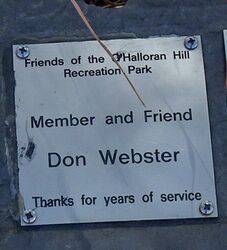 Friends of the O'Halloran Hill
Recreation Park
Member and Friend
Don Webster
Thanks for years of service